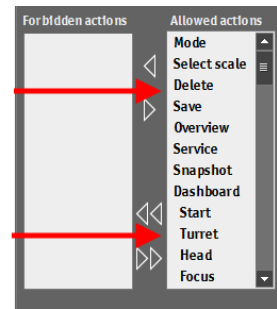 Forbidden actions
Allowed actions
Mode
Select scale
Delete
Save
Overview
Service
Snapshot
Dashboard
Start
Turret
Head
Focus